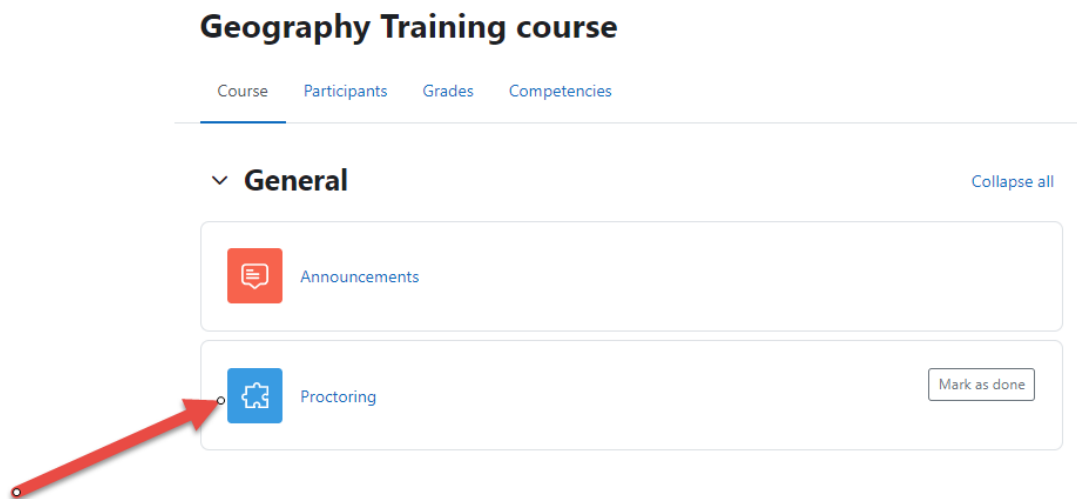 Geography Training course
Course Participants Grades Competencies
General Collapse all
Announcements
Proctoring Mark as done